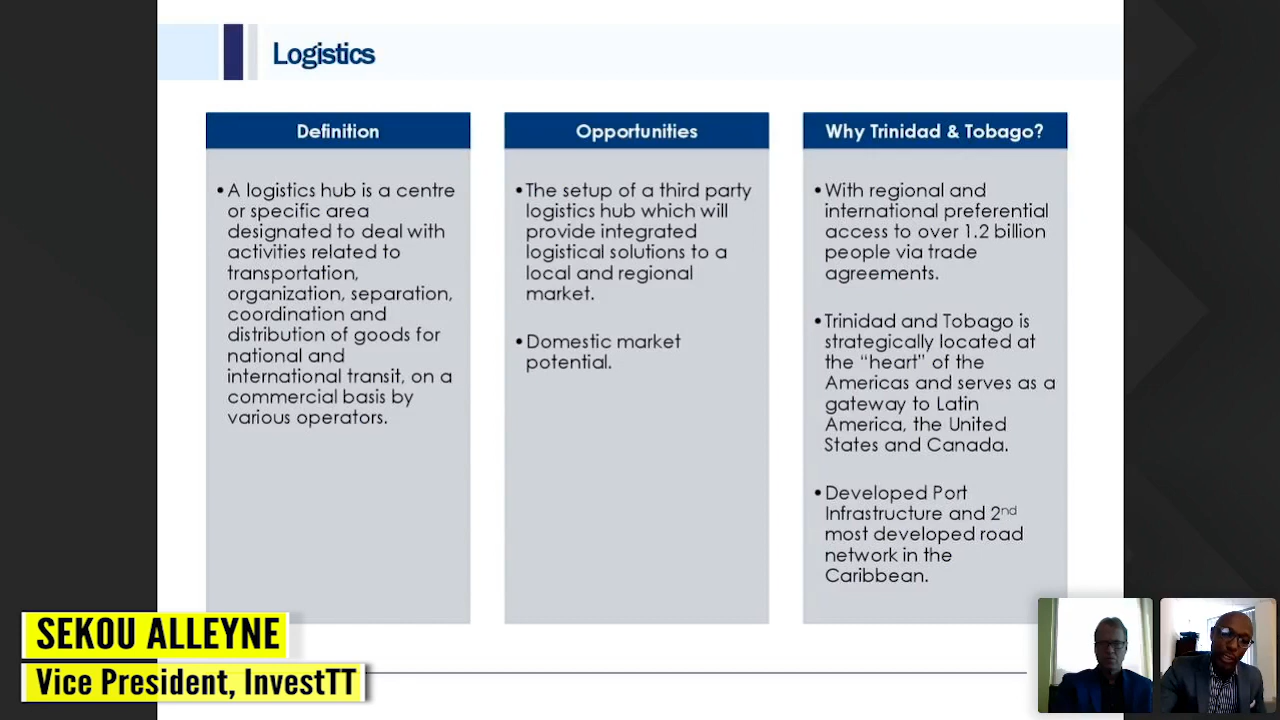 Logistics
Definition
•A logistics hub is a centre
or specific area
designated to deal with
activities related to
transportation,
organization, separation,
coordination and
distribution of goods for
national and
international transit, on a
commercial basis by
various operators.
Opportunities
•The setup of a third party
logistics hub which will
provide integrated
logistical solutions to a
local and regional
market.
•Domestic market
potential.
Why Trinidad & Tobago?
•With regional and
international preferential
access to over 1.2 billion
people via trade
agreements.
•Trinidad and Tobago is
strategically located at
the “heart” of the
Americas and serves as a
gateway to Latin
America, the United
States and Canada.
•Developed Port
Infrastructure and 2nd
most developed road
network in the
Caribbean.
SEKOU ALLEYNE
Vice President, InvestTT